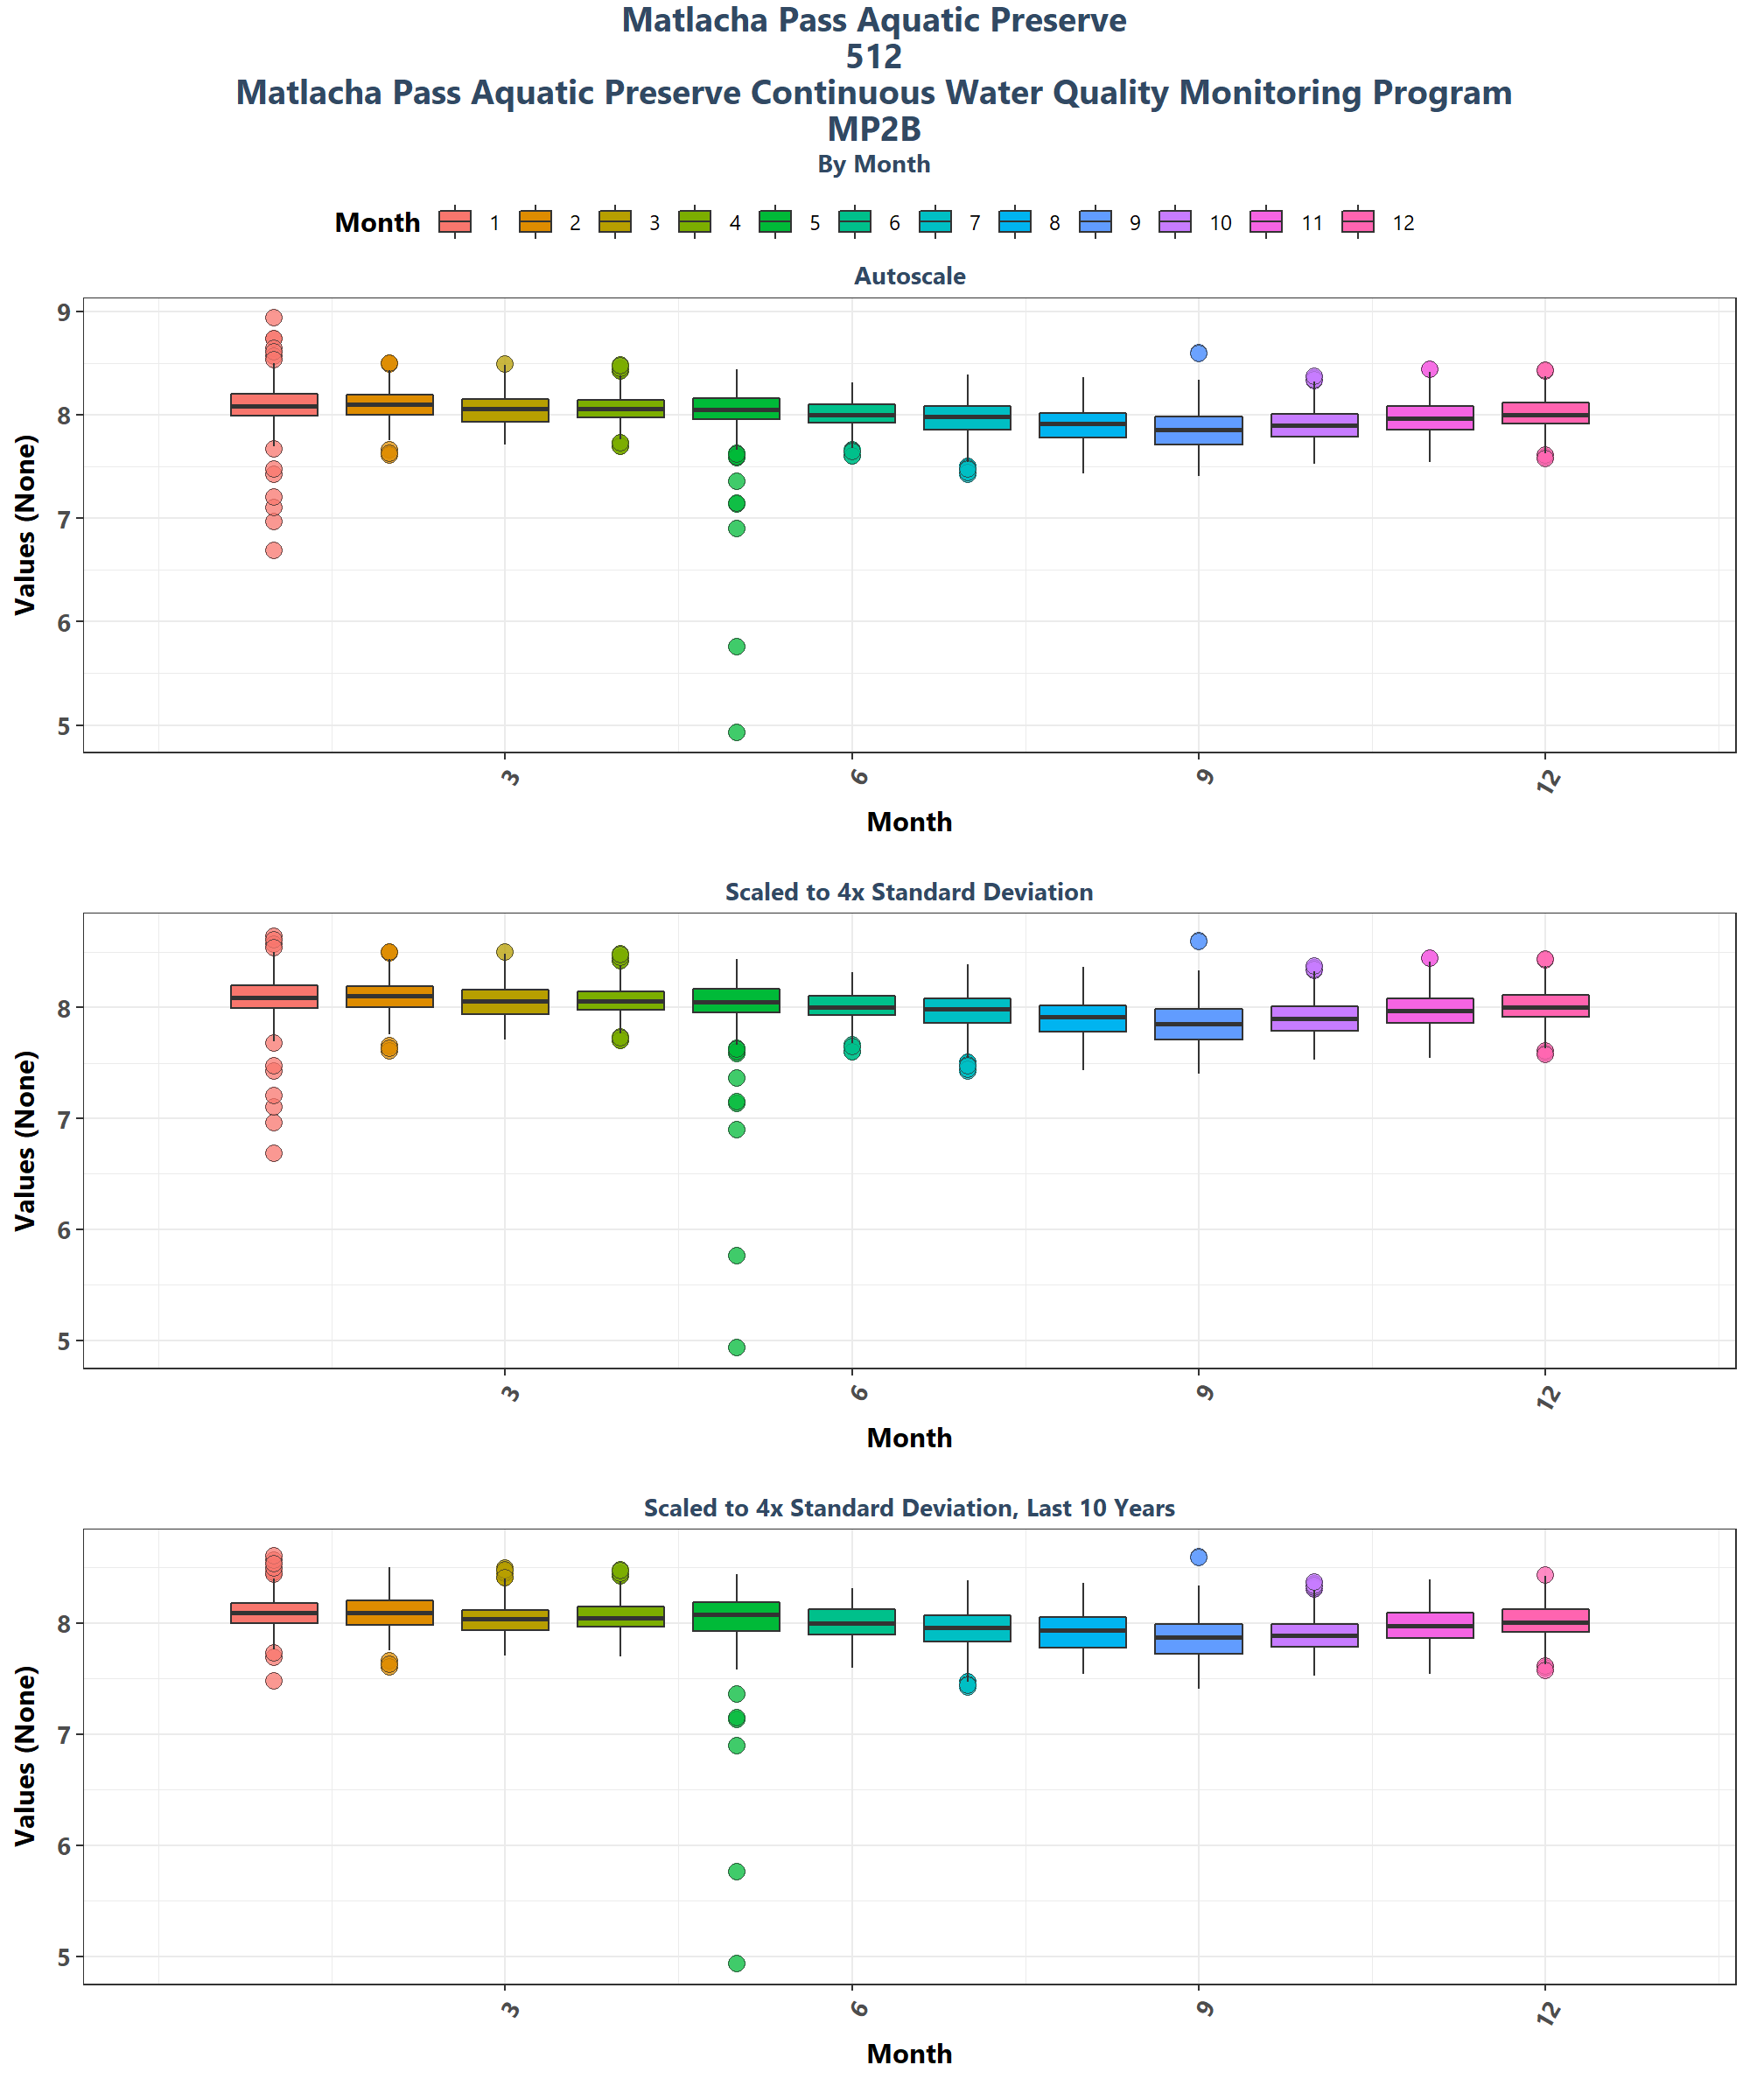 Matlacha Pass Aquatic Preserve
512
Matlacha Pass Aquatic Preserve Continuous Water Quality Monitoring Program
MP2B
By Month
Month 1 2 3 4 5 6 7 8 9 10 11 12
Autoscale
9
8
7
6
5
Values (None)
3 6 9 12
Month
Scaled to 4x Standard Deviation
8
7
6
5
Values (None)
3 6 9 12
Month
Scaled to 4x Standard Deviation, Last 10 Years
8
7
6
5
Values (None)
3 6 9 12
Month